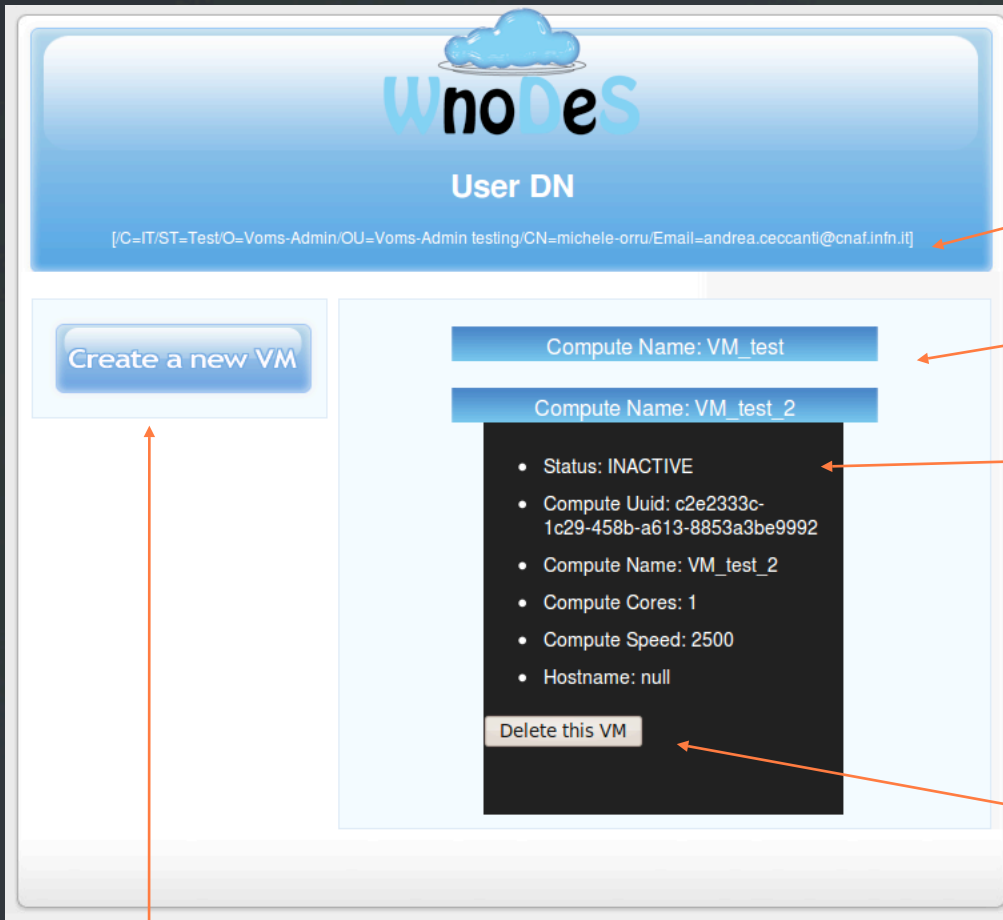 WnoDeS
User DN
[/C=IT/ST=Test/O=Voms-Admin/OU=Voms-Admin testing/CN=michele-orru/Email=andrea.ceccanti@cnaf.infn.it]
Create a new VM
Compute Name: VM_test
Compute Name: VM_test_2
• Status: INACTIVE
• Compute Uuid: c2e2333c-
1c29-458b-a613-8853a3be9992
• Compute Name: VM_test_2
• Compute Cores: 1
• Compute Speed: 2500
• Hostname: null
Delete this VM